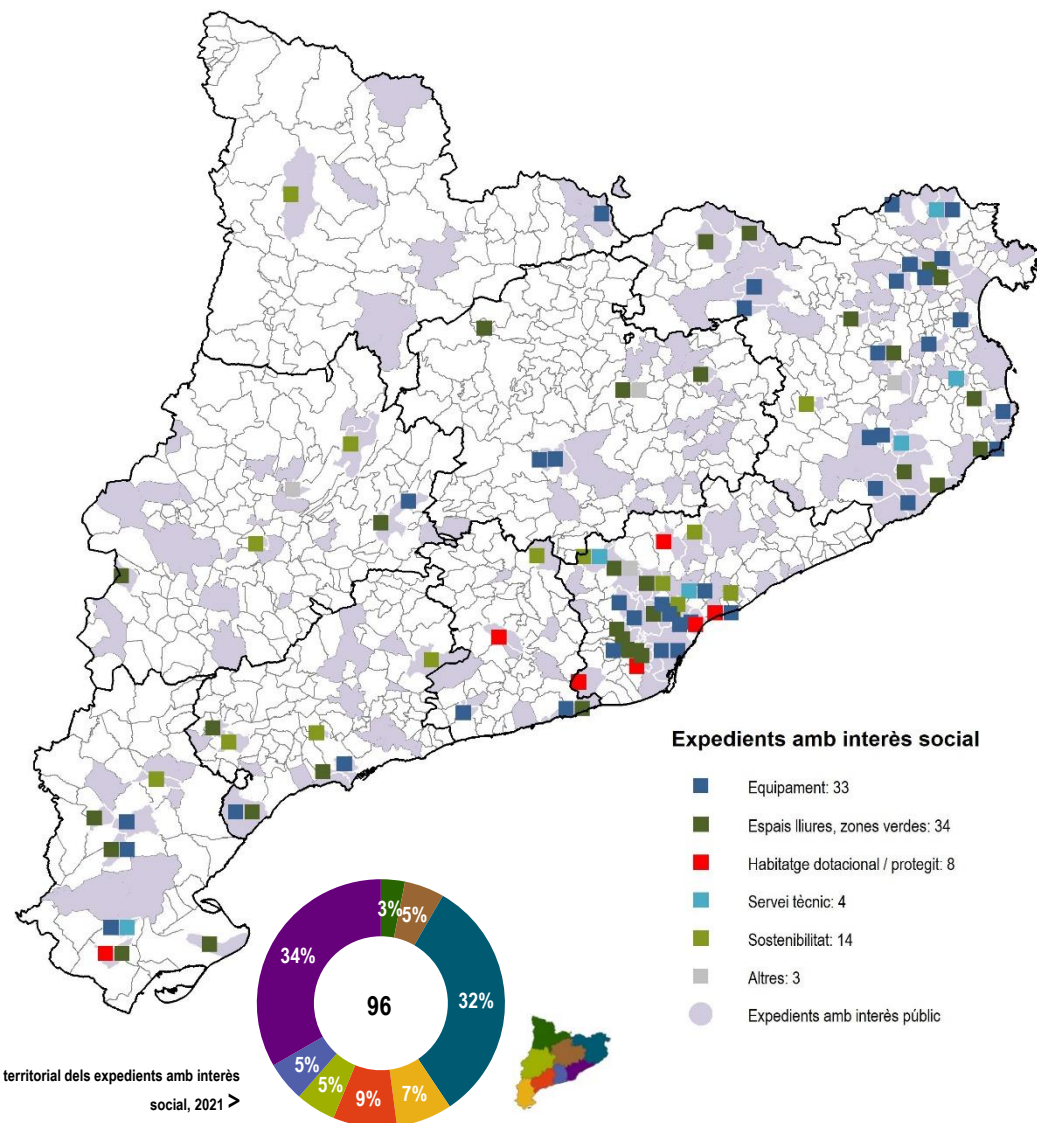 Expedients amb interès social
Equipament: 33
Espais lliures, zones verdes: 34
Habitatge dotacional / protegit: 8
Servei tècnic: 4
Sostenibilitat: 14
Altres: 3
Expedients amb interès públic
3%
5%
34%
32%
96
5%
5%
9%
7%
territorial dels expedients amb interès
social, 2021 >